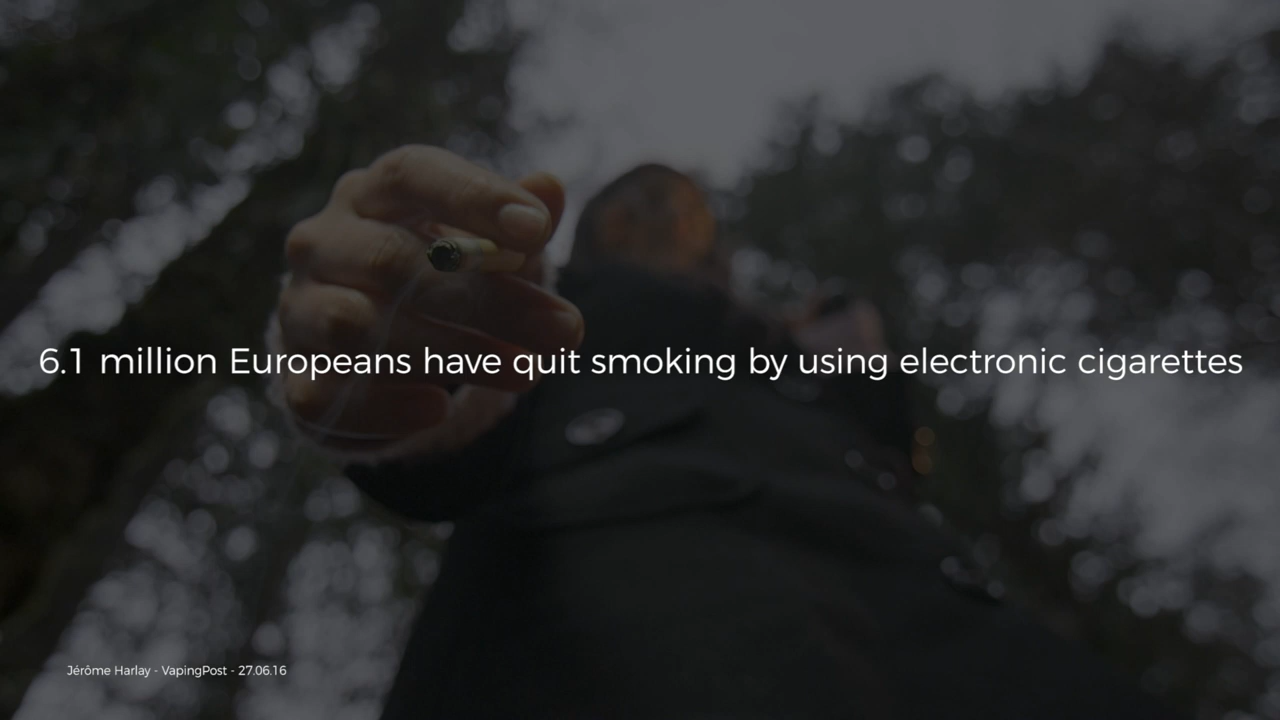 6.1 million Europeans have quit smoking by using electronic cigarettes
Jérôme Harlay - VapingPost - 27.06.16